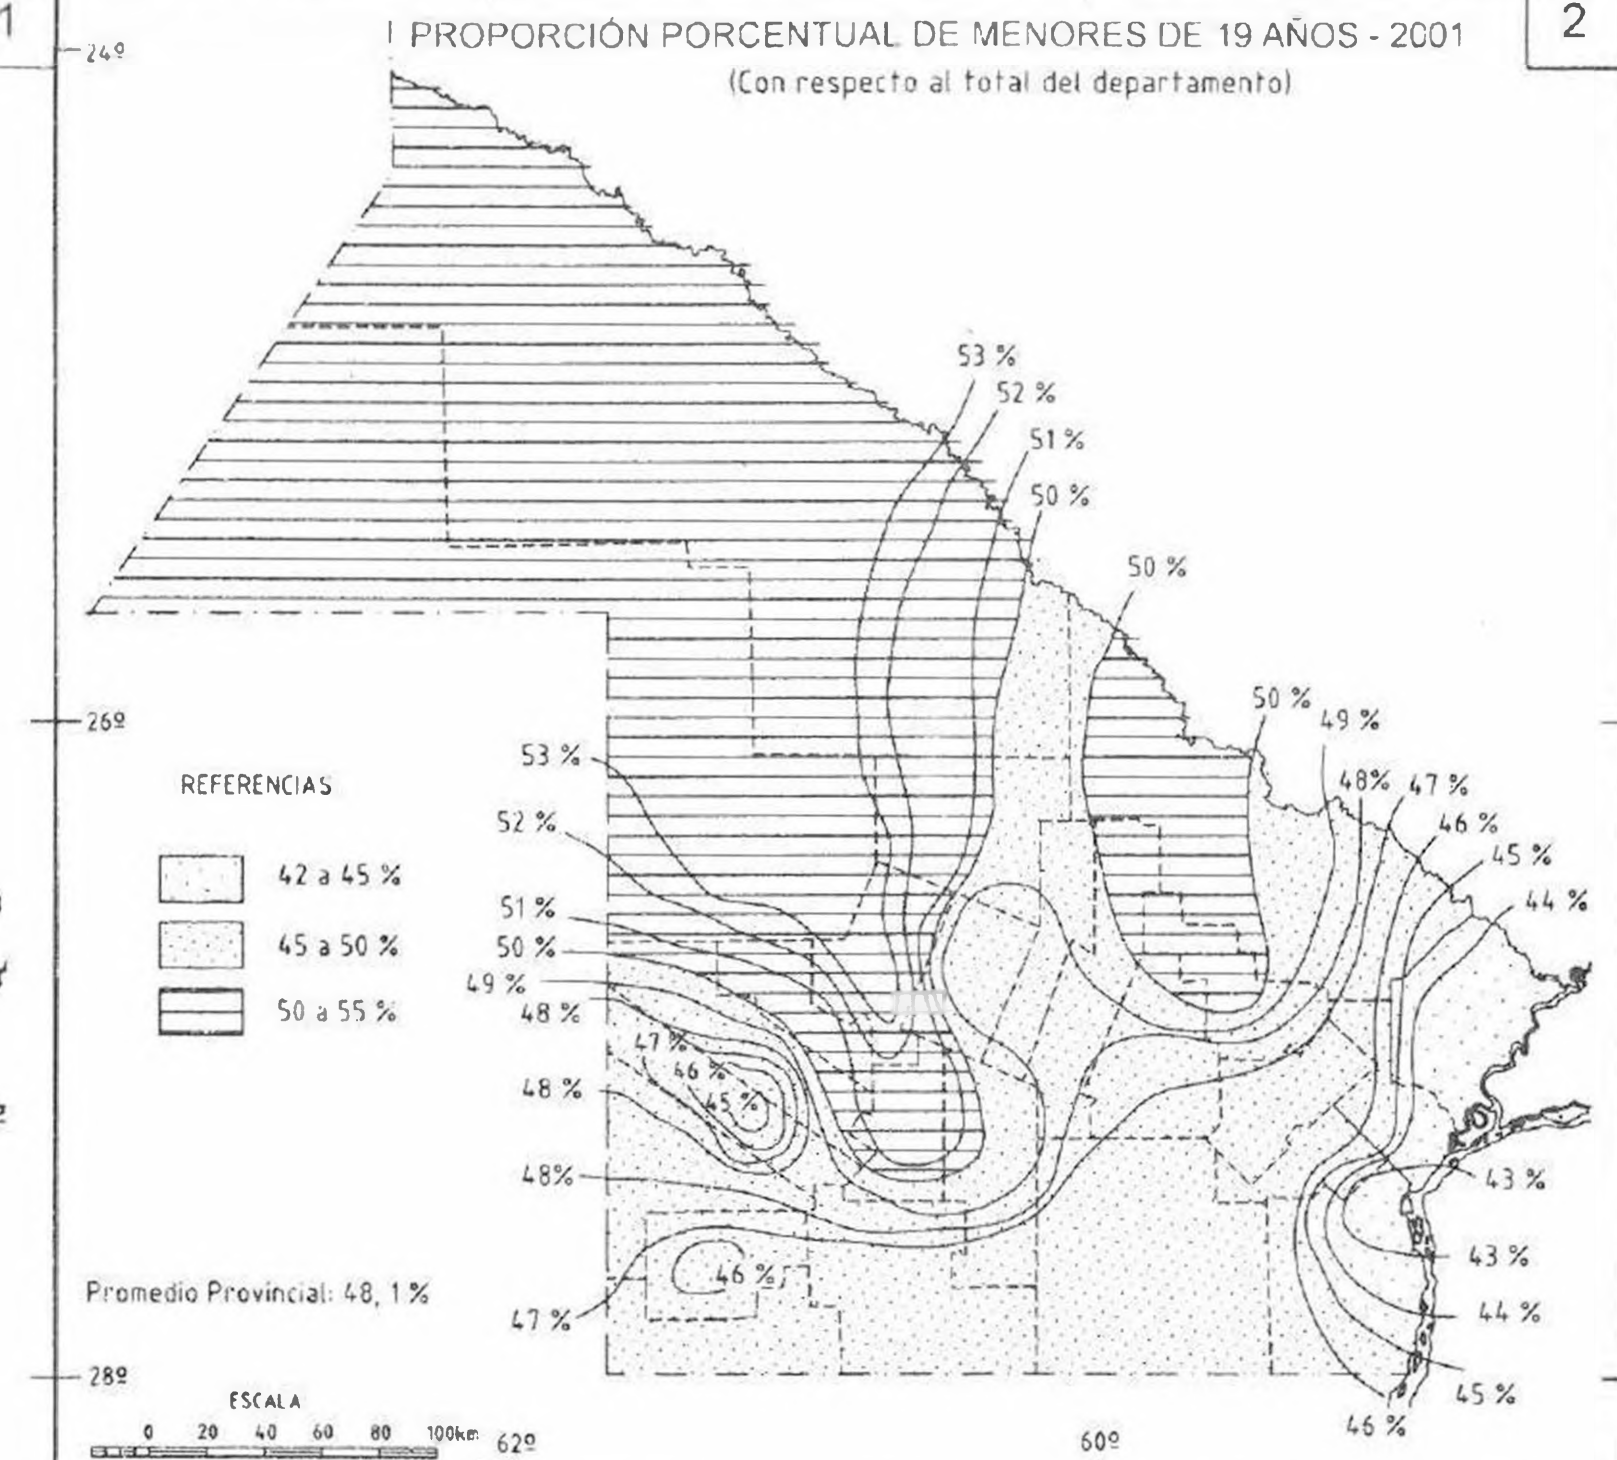 1
PROPORCIÓN PORCENTUAL DE MENORES DE 19 AÑOS - 2001
2
24º
(Con respecto al total del departamento)
53 %
52 %
51 %
50 %
50 %
50 %
49 %
26º
53 %
48%
47 %
REFERENCIAS
52 %
46 %
45 %
42 a 45 %
51 %
44 %
45 a 50 %
50 %
49 %
50 a 55 %
48 %
47 %
46 %
48 %
45 %
48%
43 %
43 %
46 %
Promedio Provincial: 48, 1 %
47 %
44 %
28º
45 %
ESCALA
46 %
0 20 40 60 80 100km
62º
60º